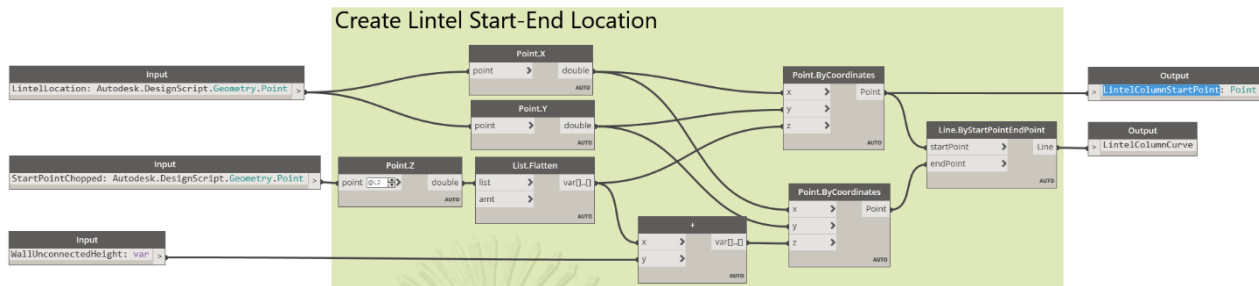 Create Lintel Start-End Location
Input
LintelLocation: Autodesk.DesignScript.Geometry.Point >
Point.X
point > double
AUTO
Point.Y
point > double
AUTO
Input
StartPointChopped: Autodesk.DesignScript.Geometry.Point >
Point.Z
point @L2 > double
AUTO
List.Flatten
list > var[]..[]
amt >
AUTO
Input
WallUnconnectedHeight: var >
+
x > var[]..[]
y >
AUTO
Point.ByCoordinates
x > Point
y >
z >
AUTO
Point.ByCoordinates
x > Point
y >
z >
AUTO
Line.ByStartPointEndPoint
startPoint > Line
endPoint >
AUTO
Output
> LintelColumnStartPoint: Point
Output
> LintelColumnCurve